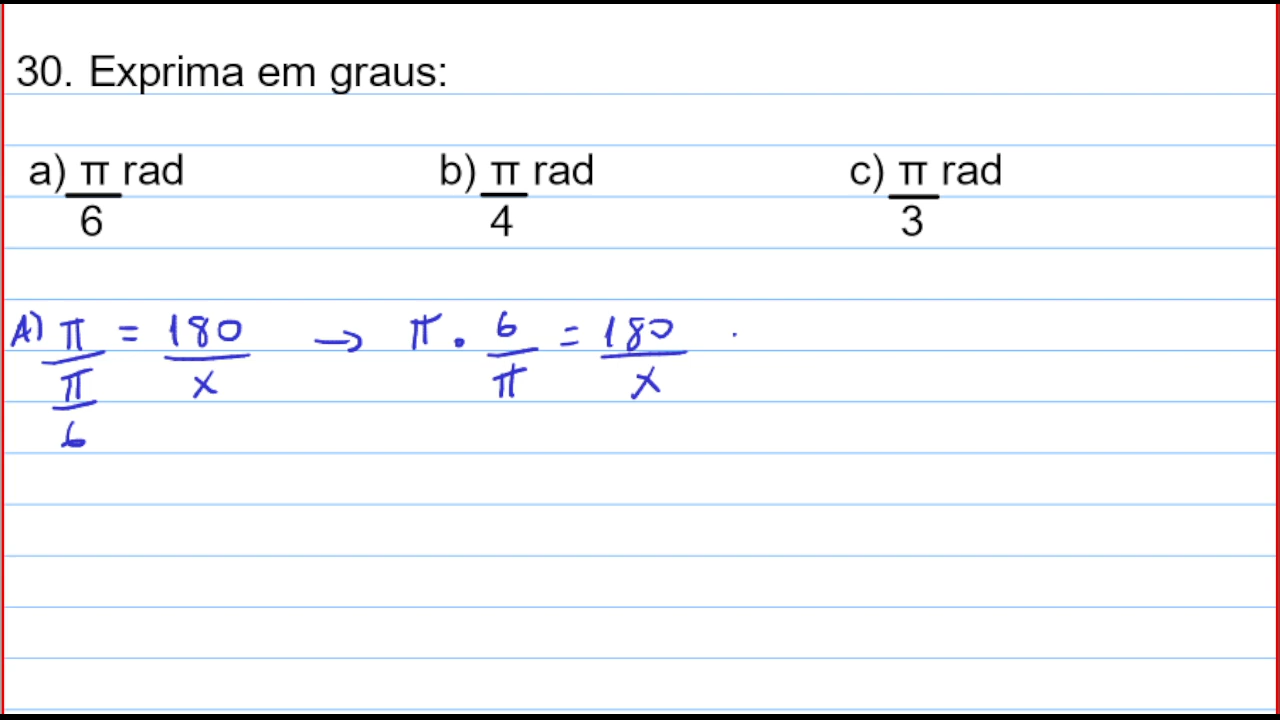 30. Exprima em graus:
a) π rad b) π rad c) π rad
6 4 3
A) π = 180 → π . 6 = 180
π x π x
6